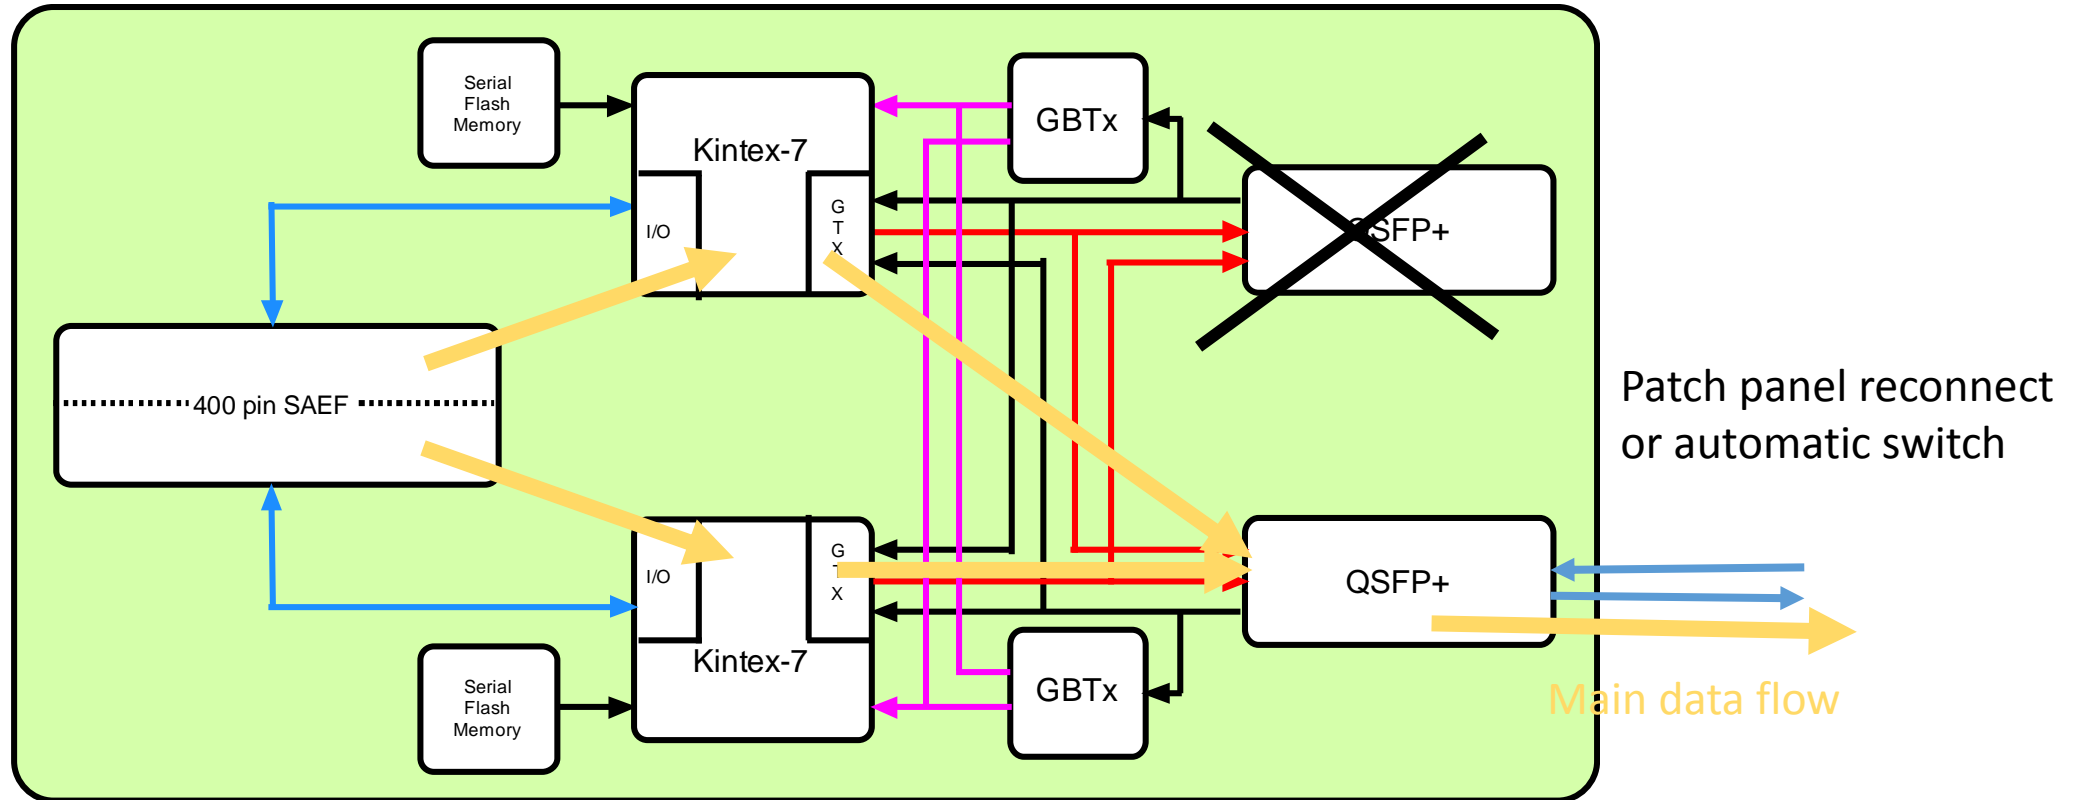 Serial
Flash
Memory
Kintex-7
I/O
G
T
X
GBTx
QSFP+
400 pin SAEF
Patch panel reconnect
or automatic switch
I/O
G
T
X
Kintex-7
QSFP+
GBTx
Serial
Flash
Memory
Main data flow